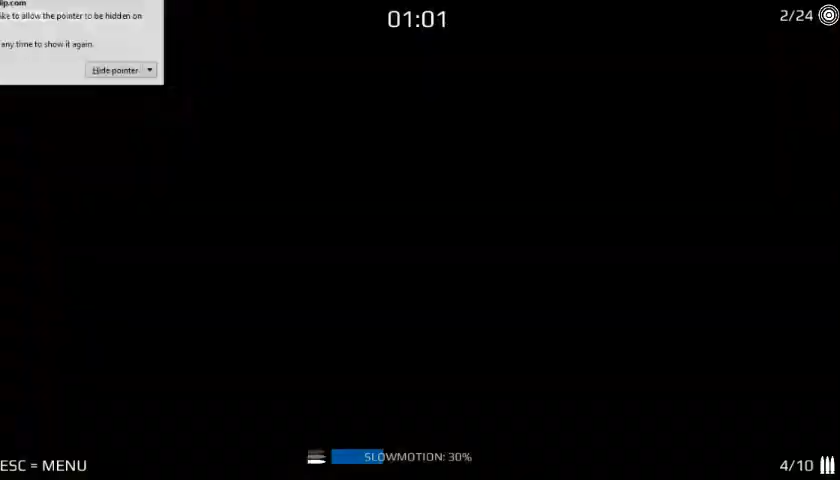 lip.com
ike to allow the pointer to be hidden on
any time to show it again.
Hide pointer
01:01
2/24
ESC = MENU
SLOWMOTION: 30%
4/10